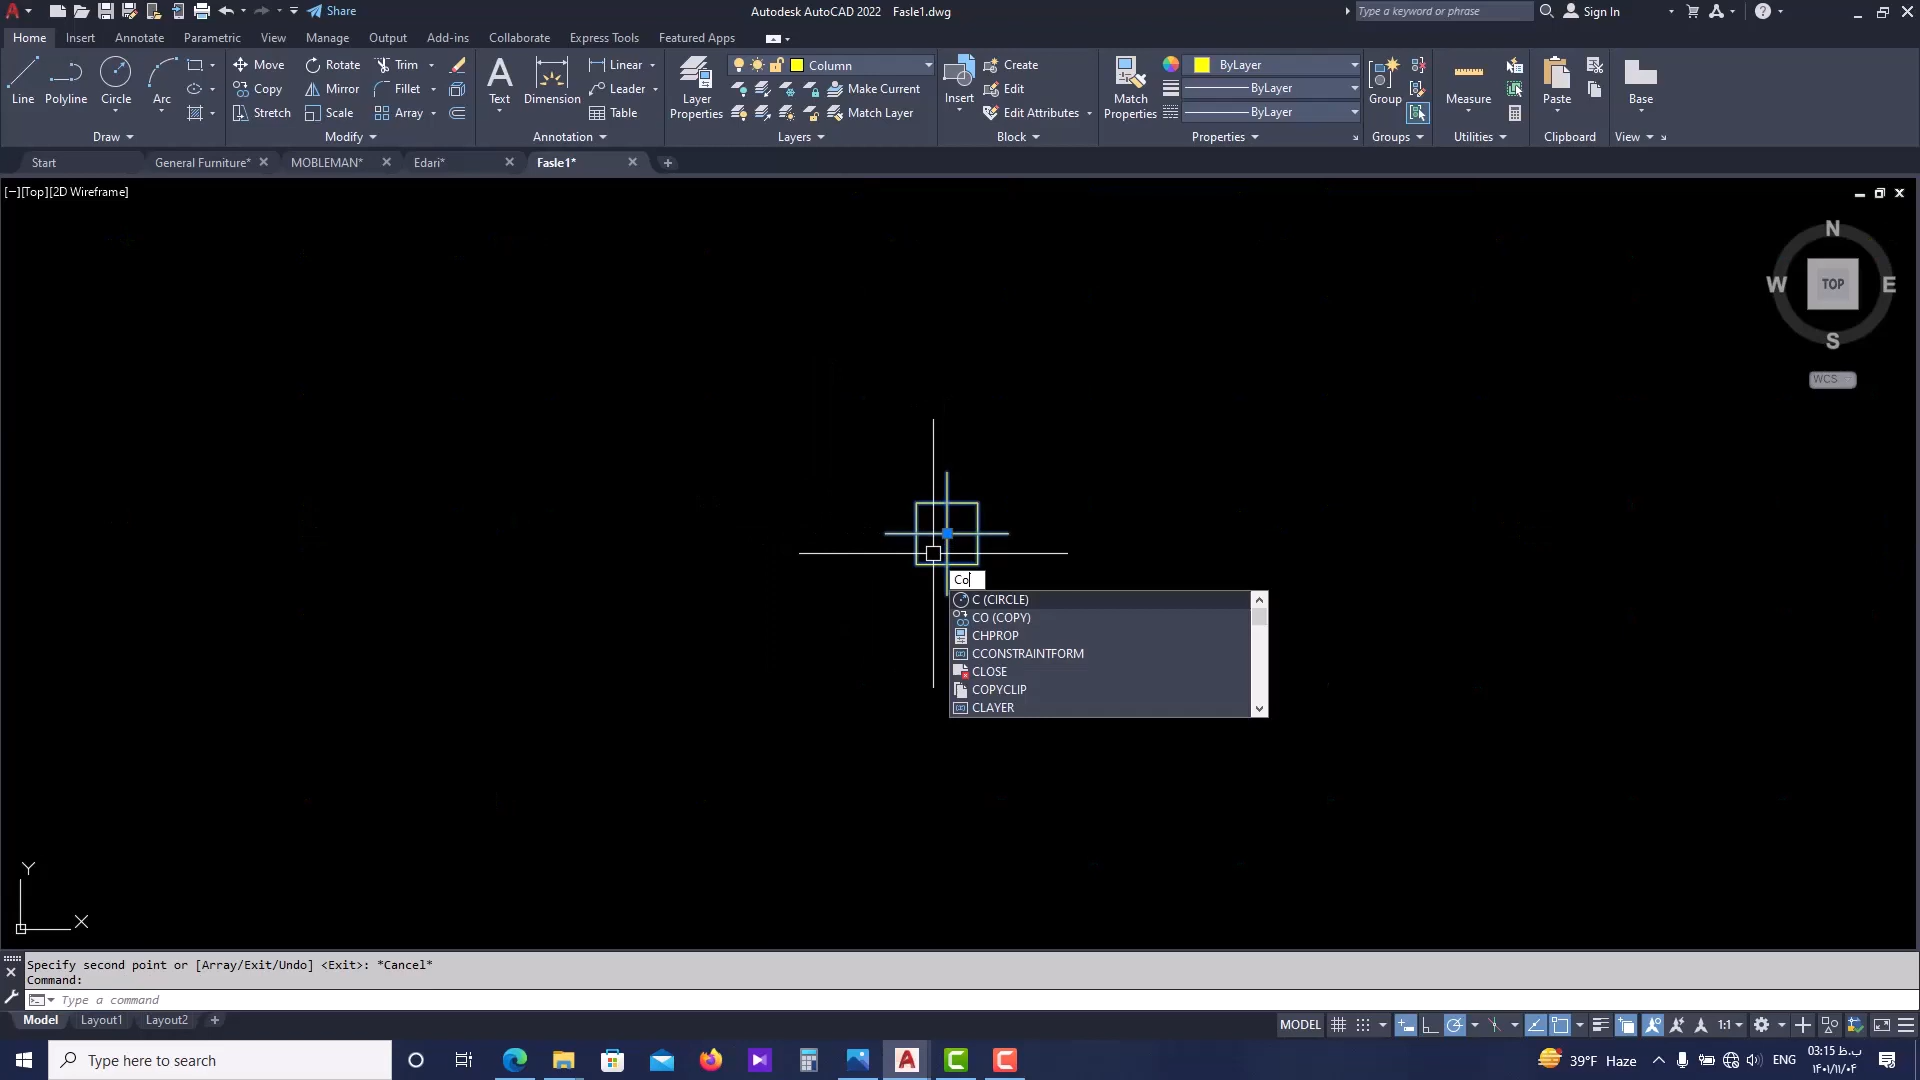 Share
Autodesk AutoCAD 2022 Fasle1.dwg
Type a keyword or phrase
Sign In
Home Insert Annotate Parametric View Manage Output Add-ins Collaborate Express Tools Featured Apps
Line Polyline Circle Arc
Move Rotate Trim
Copy Mirror Fillet
Stretch Scale Array
Text Dimension
Linear
Leader
Table
Layer Properties
Column
Make Current
Match Layer
Insert
Create
Edit
Edit Attributes
Match Properties
ByLayer
ByLayer
ByLayer
Group Measure Paste Base
Draw Modify Annotation Layers Block Properties Groups Utilities Clipboard View
Start General Furniture* MOBLEMAN* Edari* Fasle1*
[−][Top][2D Wireframe]
N
W TOP E
S
WCS
Co
C (CIRCLE)
CO (COPY)
CHPROP
CCONSTRAINTFORM
CLOSE
COPYCLIP
CLAYER
Y
X
Specify second point or [Array/Exit/Undo] <Exit>: *Cancel*
Command:
Type a command
Model Layout1 Layout2
MODEL 1:1
Type here to search
39°F Haze
ENG
03:15 ب.ظ
۱۴۰۱/۱۱/۰۴